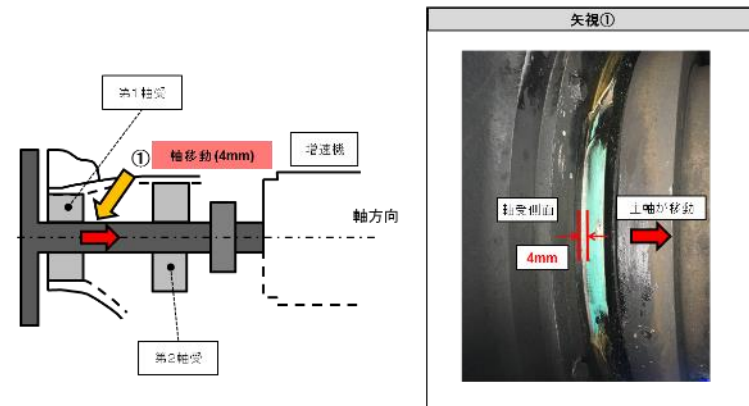 第1軸受
① 軸移動(4mm)
増速機
軸方向
第2軸受
矢視①
軸受側面
主軸が移動
4mm